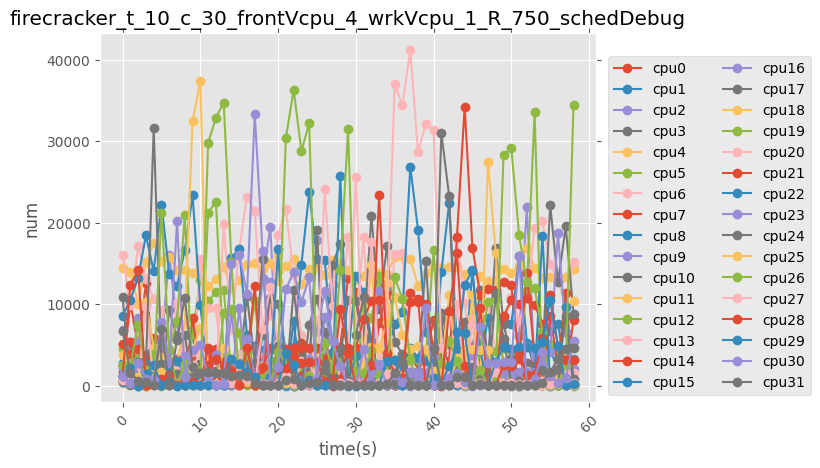 firecracker_t_10_c_30_frontVcpu_4_wrkVcpu_1_R_750_schedDebug
40000
30000
20000
10000
0
num
0
10
20
30
40
50
60
time(s)
cpu0
cpu1
cpu2
cpu3
cpu4
cpu5
cpu6
cpu7
cpu8
cpu9
cpu10
cpu11
cpu12
cpu13
cpu14
cpu15
cpu16
cpu17
cpu18
cpu19
cpu20
cpu21
cpu22
cpu23
cpu24
cpu25
cpu26
cpu27
cpu28
cpu29
cpu30
cpu31